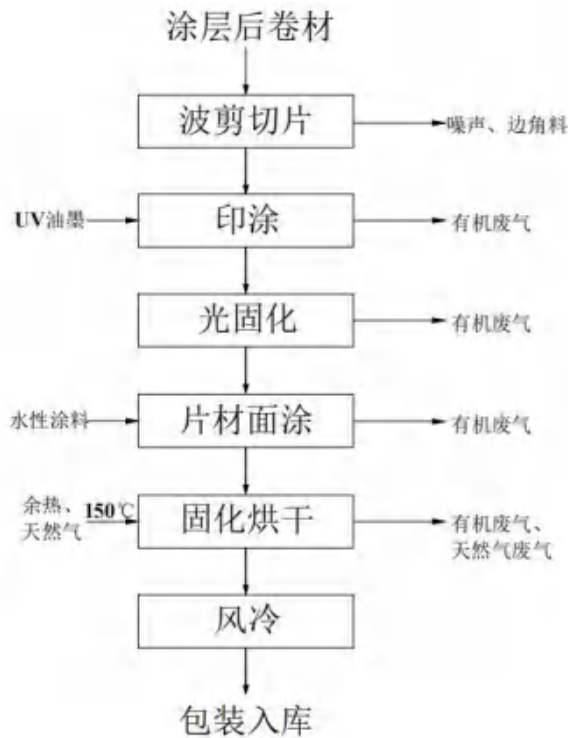 涂层后卷材
波剪切片
噪声、边角料
UV油墨
印涂
有机废气
光固化
有机废气
水性涂料
片材面涂
有机废气
余热、
天然气
150℃
固化烘干
有机废气、
天然气废气
风冷
包装入库